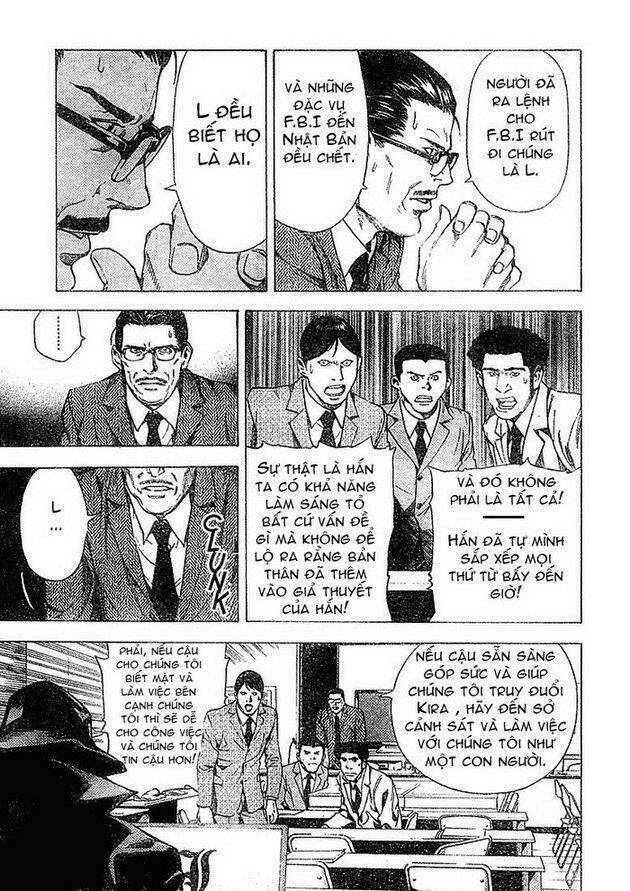 NGƯỜI ĐÃ
RA LỆNH
CHO
F.B.I RÚT
ĐI CHÚNG
LÀ L.
VÀ NHỮNG
ĐẶC VỤ
F.B.I ĐẾN
NHẬT BẢN
ĐỀU CHẾT.
L ĐỀU
BIẾT HỌ
LÀ AI.
VÀ ĐÓ KHÔNG
PHẢI LÀ TẤT CẢ!
HẮN ĐÃ TỰ MÌNH
SẮP XẾP MỌI
THỨ TỪ BẤY ĐẾN
GIỜ!
SỰ THẬT LÀ HẮN
TA CÓ KHẢ NĂNG
LÀM SÁNG TỎ
BẤT CỨ VẤN ĐỀ
GÌ MÀ KHÔNG ĐỂ
LỘ RA RẰNG BẢN
THÂN ĐÃ THÊM
VÀO GIẢ THUYẾT
CỦA HẮN!
........
L
...
CLUNK
NẾU CẬU SẴN SÀNG
GÓP SỨC VÀ GIÚP
CHÚNG TÔI TRUY ĐUỔI
KIRA , HÃY ĐẾN SỞ
CẢNH SÁT VÀ LÀM VIỆC
VỚI CHÚNG TÔI NHƯ
MỘT CON NGƯỜI.
PHẢI, NẾU CẬU
CHO CHÚNG TÔI
BIẾT MẶT VÀ
LÀM VIỆC BÊN
CẠNH CHÚNG TÔI
THÌ SẼ DỄ
CHO CÔNG VIỆC
VÀ CHÚNG TÔI
TIN CẬU HƠN!